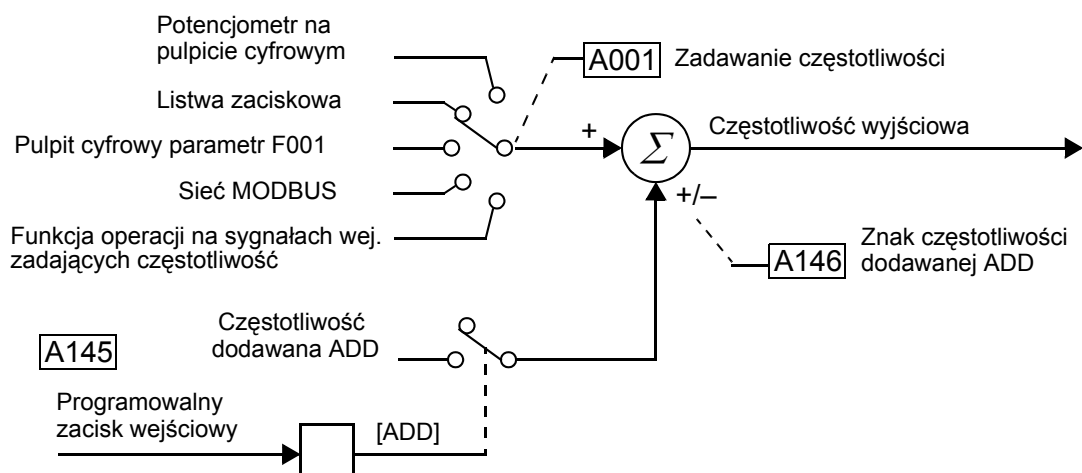 Potencjometr na
pulpicie cyfrowym
A001 Zadawanie częstotliwości
Listwa zaciskowa
+ Σ Częstotliwość wyjściowa
Pulpit cyfrowy parametr F001
Sieć MODBUS
+/–
Funkcja operacji na sygnałach wej.
zadających częstotliwość
A146 Znak częstotliwości
dodawanej ADD
A145 Częstotliwość
dodawana ADD
Programowalny
zacisk wejściowy
[ADD]